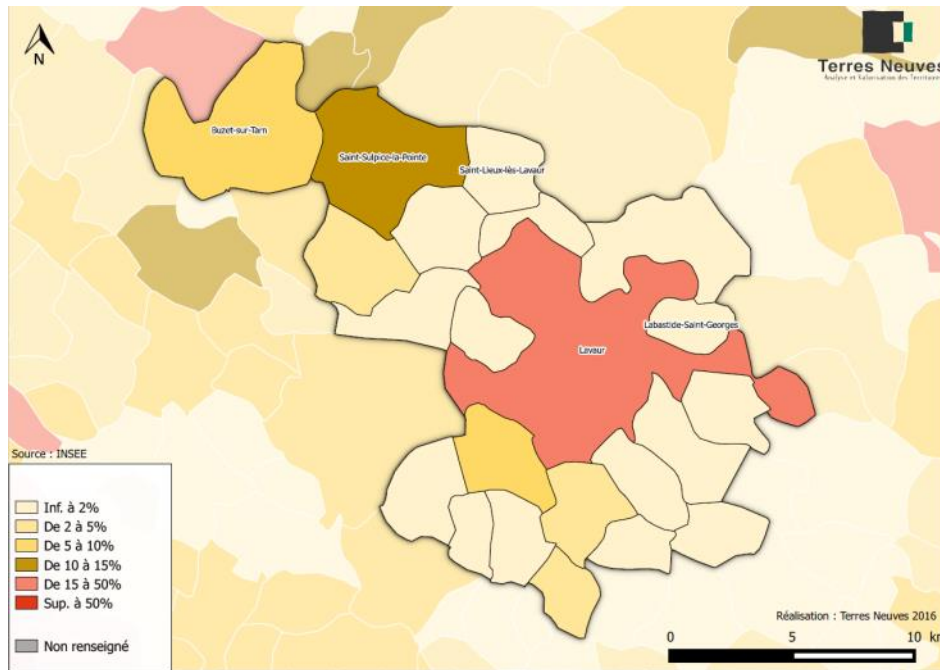 N
Terres Neuves
Analyse et Valorisation des Territoires
Buzet-sur-Tarn
Saint-Sulpice-la-Pointe
Saint-Lieux-lès-Lavaur
Labastide-Saint-Georges
Lavaur
Source : INSEE
Inf. à 2%
De 2 à 5%
De 5 à 10%
De 10 à 15%
De 15 à 50%
Sup. à 50%
Non renseigné
Réalisation : Terres Neuves 2016
0 5 10 km